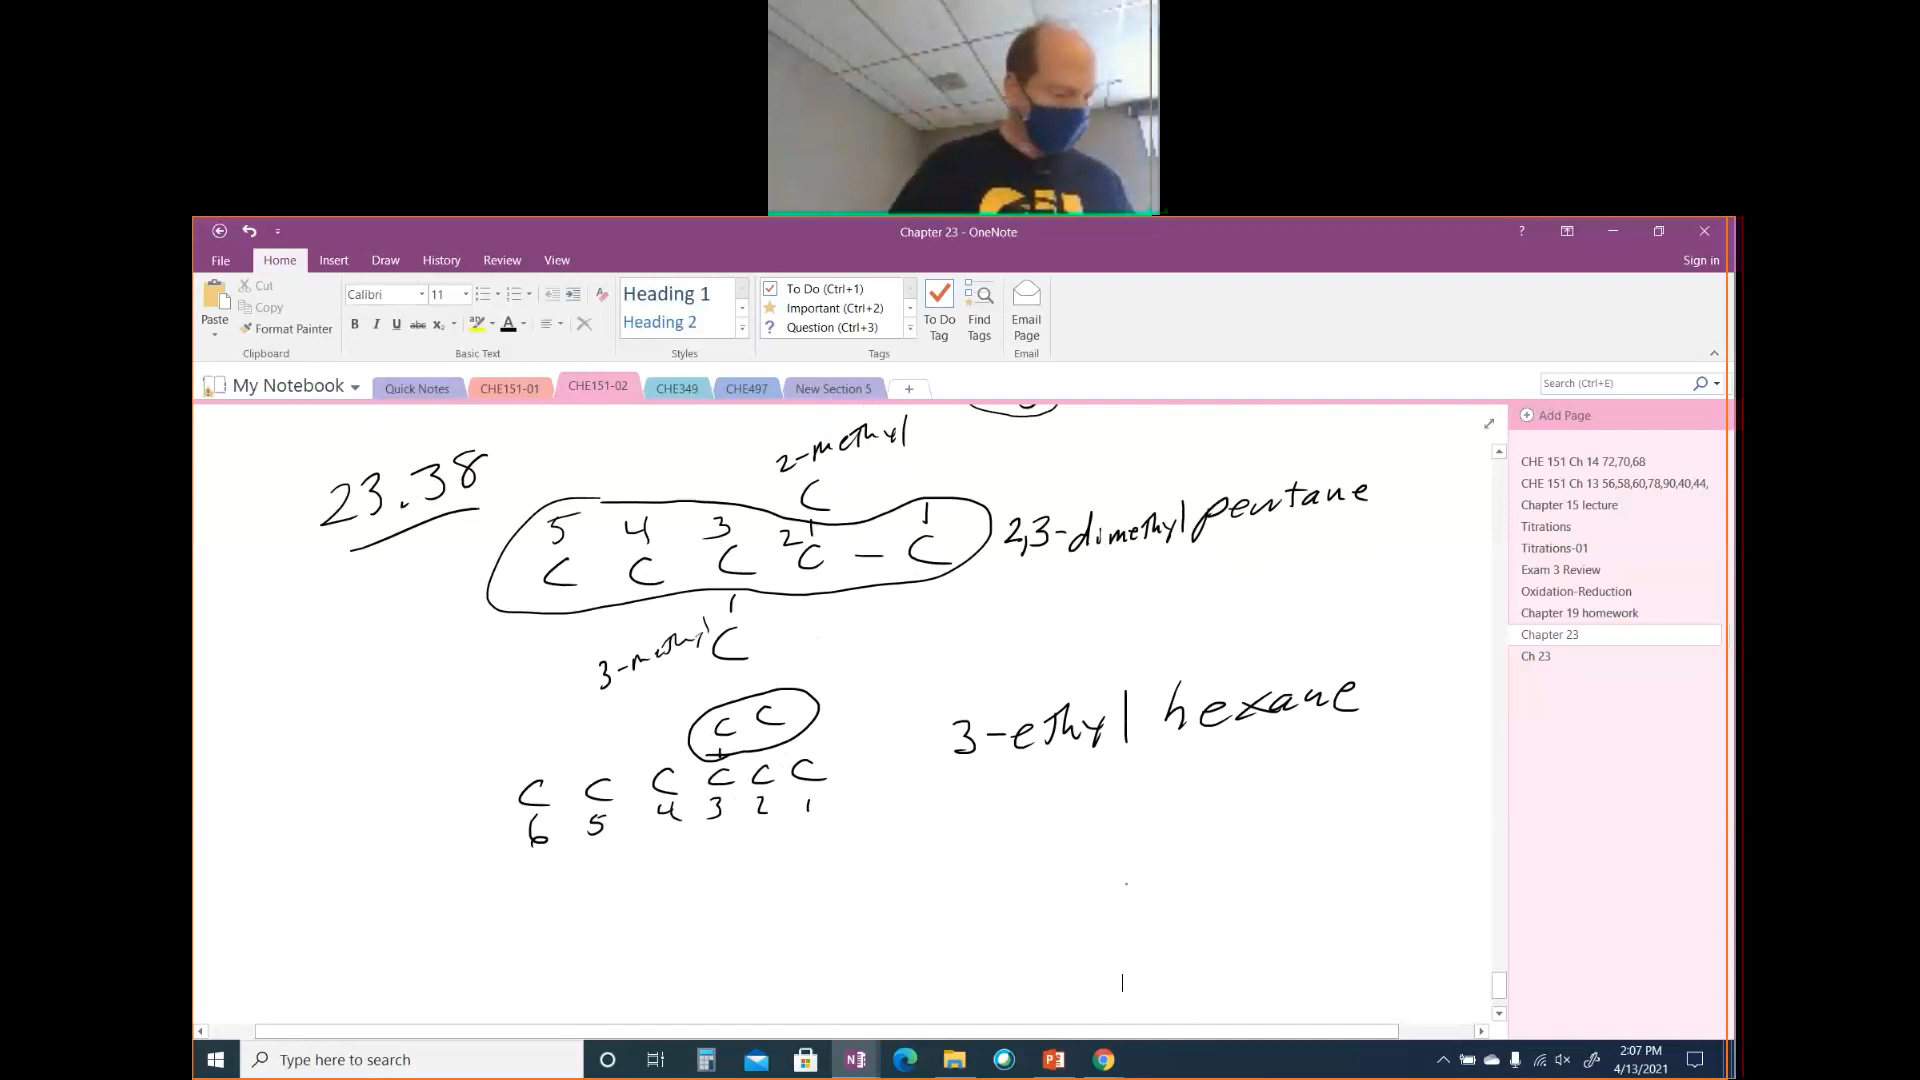 Chapter 23 - OneNote
?
File Home Insert Draw History Review View Sign in
Paste
Cut
Copy
Format Painter
Clipboard
Calibri 11
B I U abc X₂ A
Basic Text
Heading 1
Heading 2
Styles
To Do (Ctrl+1)
Important (Ctrl+2)
Question (Ctrl+3)
Tags
To Do Tag
Find Tags
Email Page
Email
My Notebook Quick Notes CHE151-01 CHE151-02 CHE349 CHE497 New Section 5 +
Search (Ctrl+E)
Add Page
CHE 151 Ch 14 72,70,68
CHE 151 Ch 13 56,58,60,78,90,40,44,
Chapter 15 lecture
Titrations
Titrations-01
Exam 3 Review
Oxidation-Reduction
Chapter 19 homework
Chapter 23
Ch 23
23.38
2-methyl
C
5 4 3 2 1
C C C C - C
2,3-dimethyl pentane
C
3-methyl
C C
3-ethyl hexane
C C C C C C
6 5 4 3 2 1
Type here to search
2:07 PM
4/13/2021